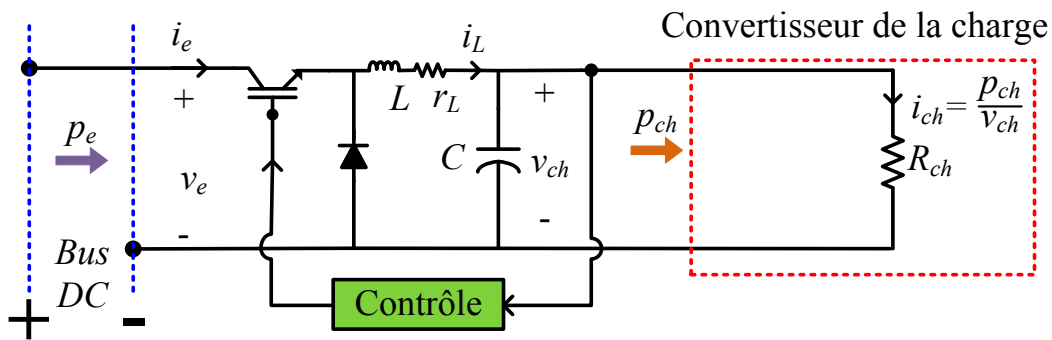 Convertisseur de la charge
i_e
i_L
+
L
r_L
+
p_e
C
v_ch
p_ch
i_ch = p_ch / v_ch
R_ch
v_e
-
-
Bus
DC
Contrôle
+
-